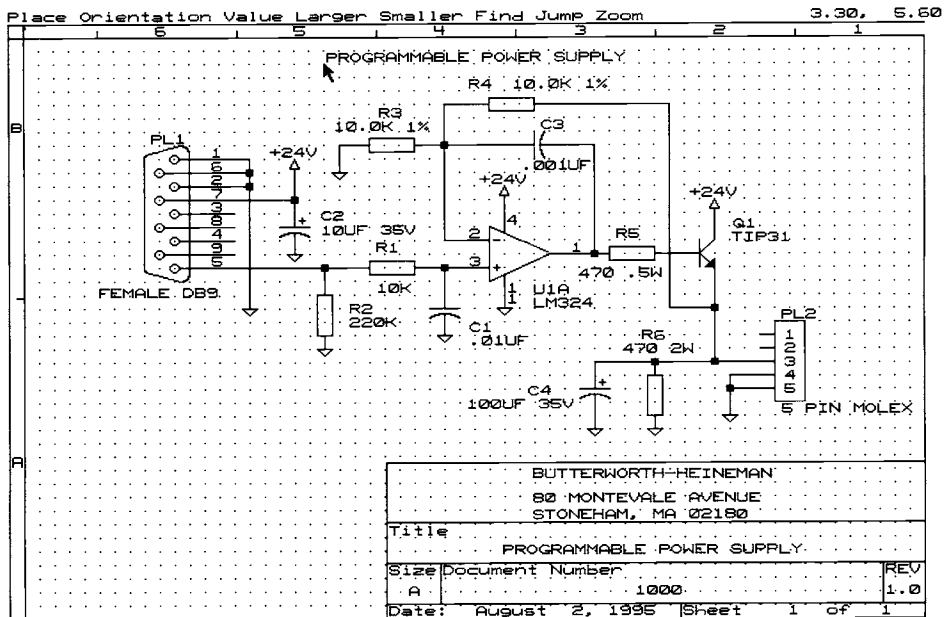 Place Orientation Value Larger Smaller Find Jump Zoom 3.30, 5.60
6 5 4 3 2 1
PROGRAMMABLE POWER SUPPLY
R4 10.0K 1%
B
R3
10.0K 1%
C3
.001UF
PL1
1
6
2
7
3
8
4
9
5
FEMALE DB9
+24V
+
C2
10UF 35V
R1
10K
R2
220K
C1
.01UF
+24V
4
2
-
3
+
1
1
1
U1A
LM324
R5
470 .5W
+24V
Q1
TIP31
R6
470 2W
C4
100UF 35V
+
PL2
1
2
3
4
5
5 PIN MOLEX
A
BUTTERWORTH-HEINEMAN
80 MONTEVALE AVENUE
STONEHAM, MA 02180
Title
PROGRAMMABLE POWER SUPPLY
Size Document Number REV
A 1000 1.0
Date: August 2, 1995 Sheet 1 of 1